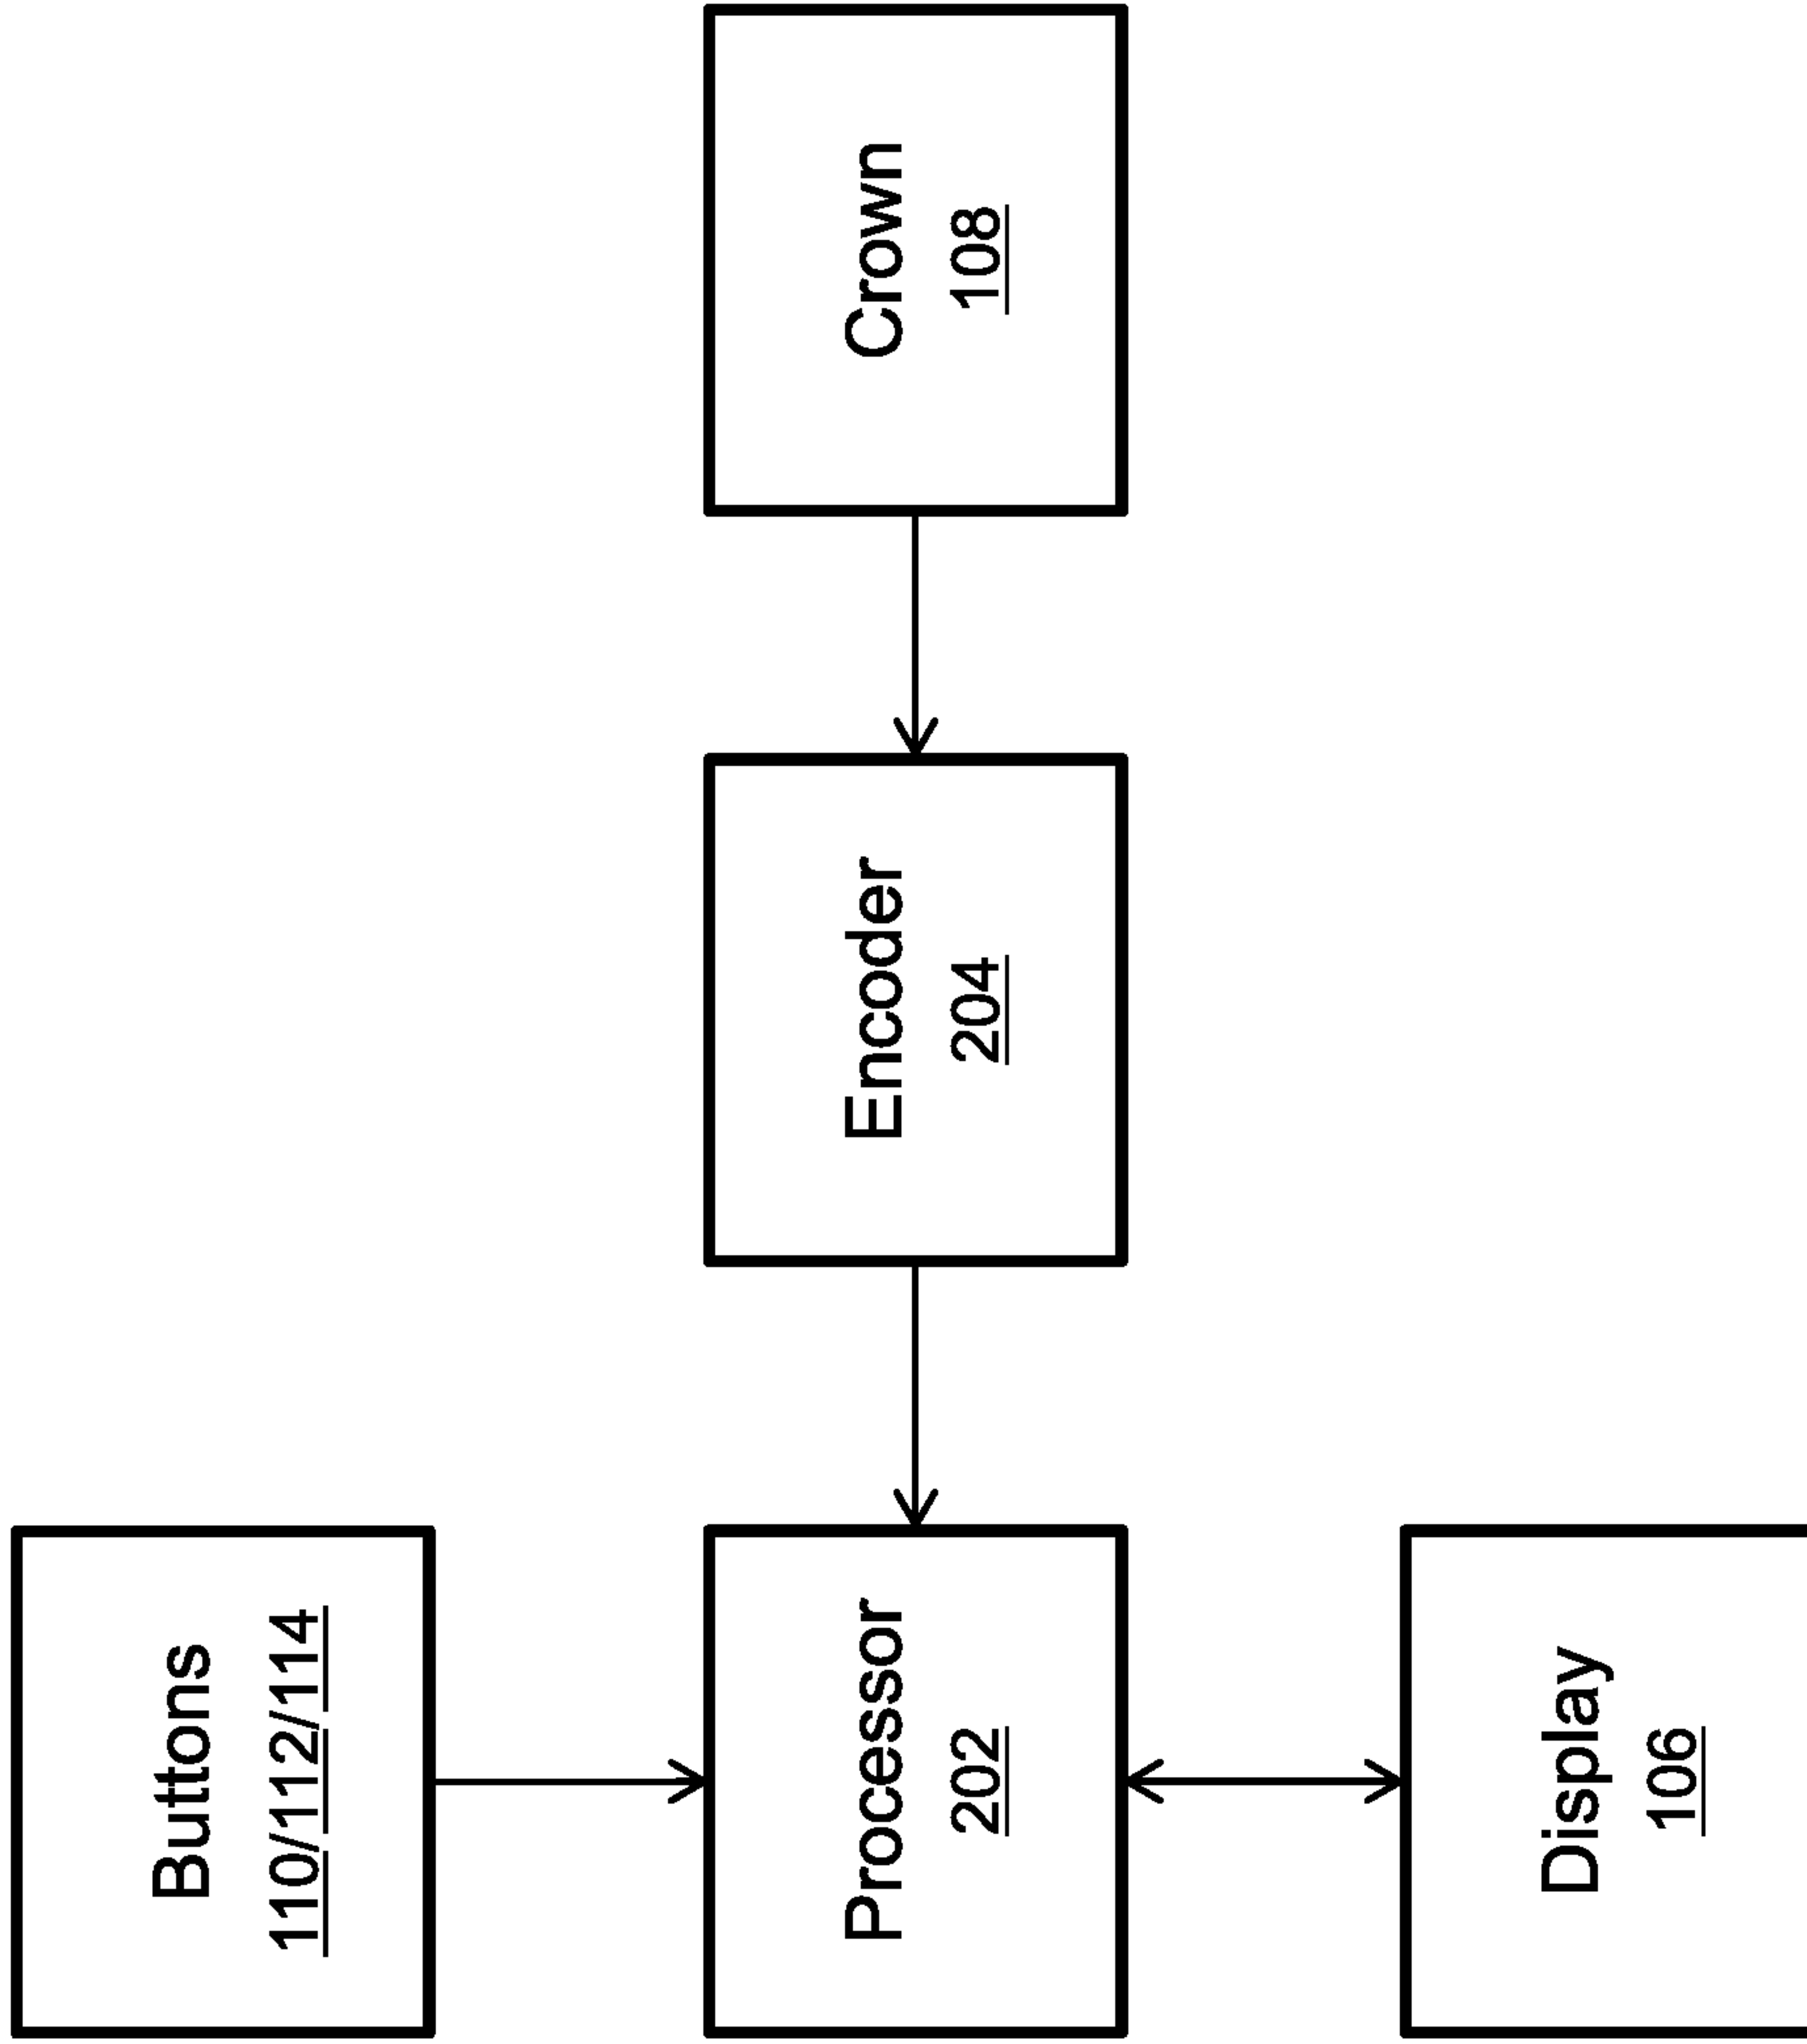 Buttons
110/112/114
Processor
202
Encoder
204
Crown
108
Display
106